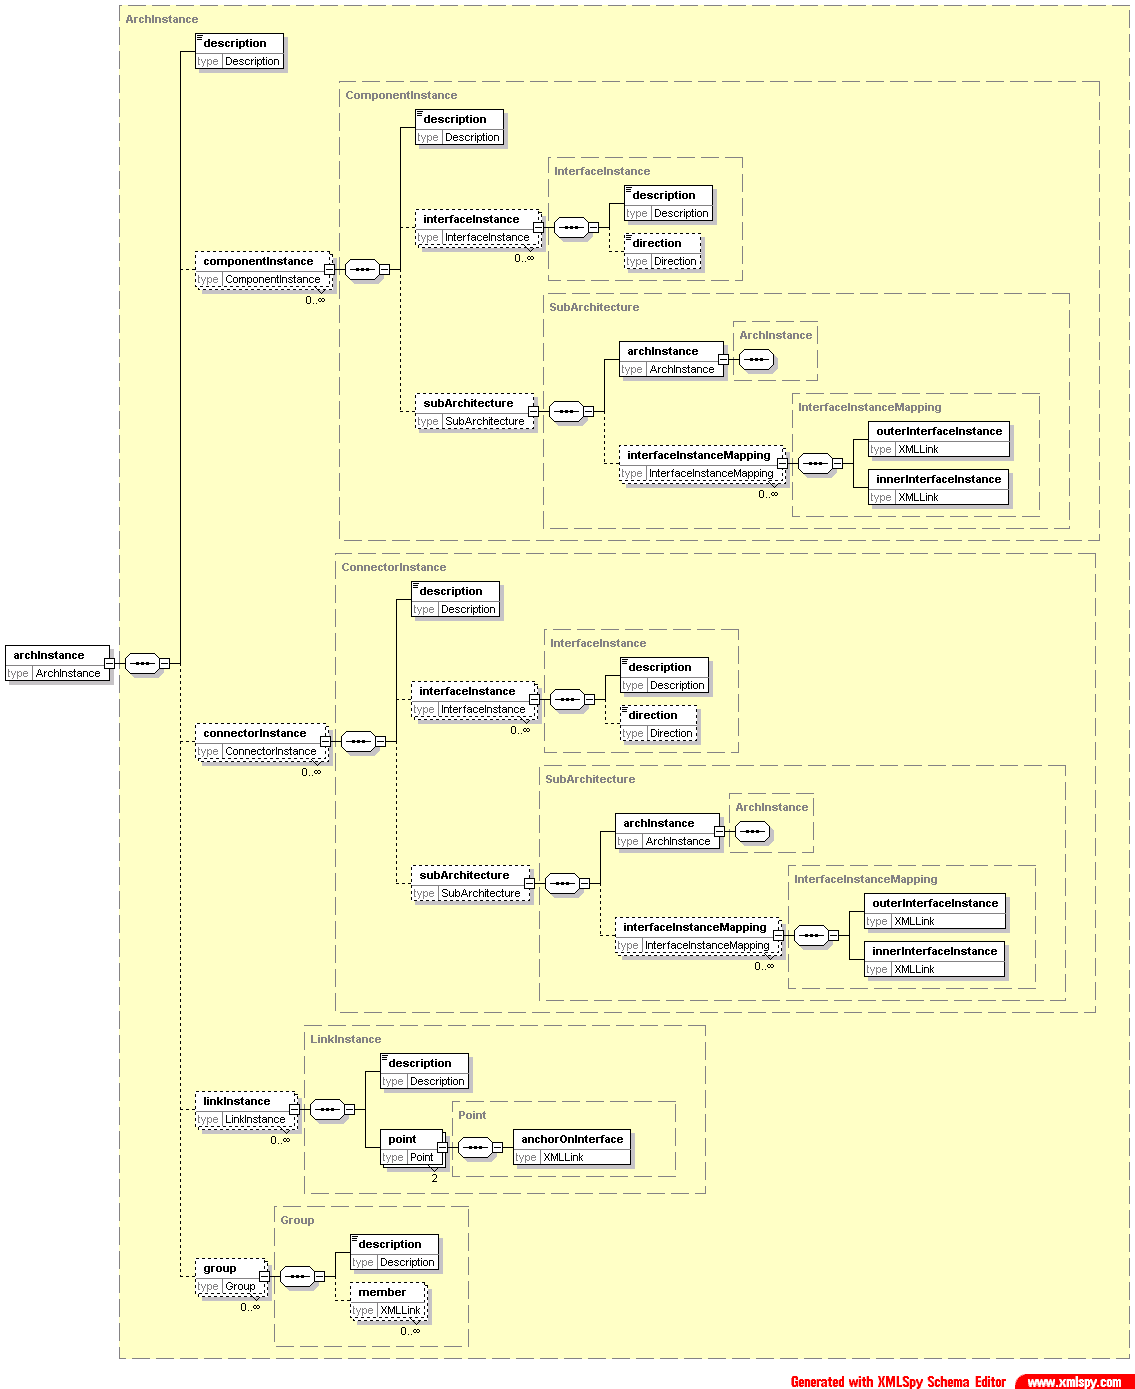 ArchInstance
description
type Description
ComponentInstance
description
type Description
InterfaceInstance
description
type Description
interfaceInstance
type InterfaceInstance
0..∞
direction
type Direction
componentInstance
type ComponentInstance
0..∞
SubArchitecture
ArchInstance
archInstance
type ArchInstance
subArchitecture
type SubArchitecture
InterfaceInstanceMapping
outerInterfaceInstance
type XMLLink
interfaceInstanceMapping
type InterfaceInstanceMapping
0..∞
innerInterfaceInstance
type XMLLink
ConnectorInstance
description
type Description
InterfaceInstance
description
type Description
archInstance
type ArchInstance
interfaceInstance
type InterfaceInstance
0..∞
direction
type Direction
connectorInstance
type ConnectorInstance
0..∞
SubArchitecture
ArchInstance
archInstance
type ArchInstance
subArchitecture
type SubArchitecture
InterfaceInstanceMapping
outerInterfaceInstance
type XMLLink
interfaceInstanceMapping
type InterfaceInstanceMapping
0..∞
innerInterfaceInstance
type XMLLink
LinkInstance
description
type Description
linkInstance
type LinkInstance
0..∞
Point
point
type Point
2
anchorOnInterface
type XMLLink
Group
description
type Description
group
type Group
0..∞
member
type XMLLink
0..∞
Generated with XMLSpy Schema Editor www.xmlspy.com